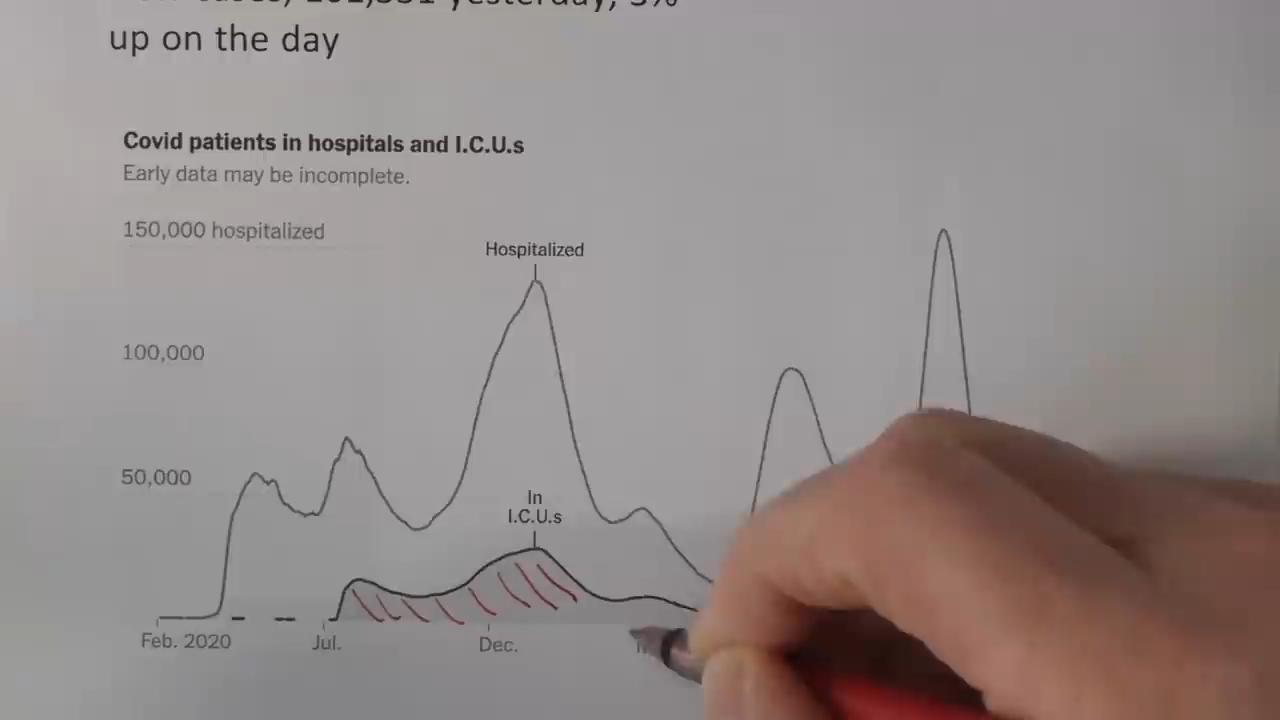 up on the day
Covid patients in hospitals and I.C.U.s
Early data may be incomplete.
150,000 hospitalized
Hospitalized
100,000
50,000
In
I.C.U.s
Feb. 2020
Jul.
Dec.